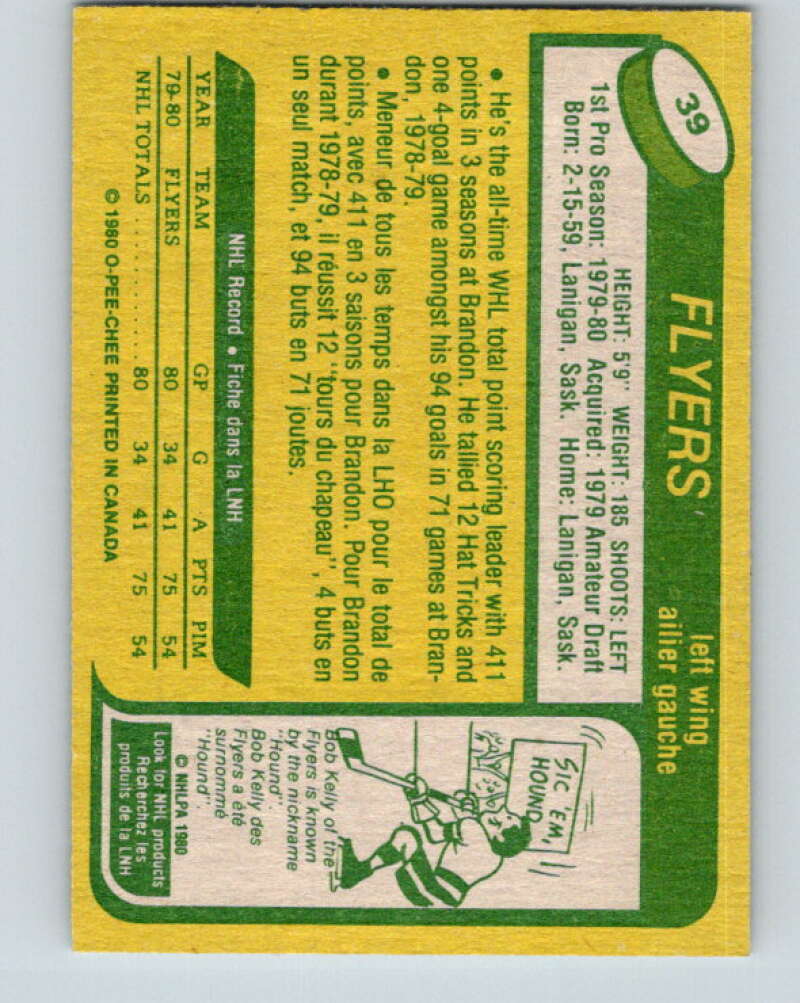 39
FLYERS
left wing
ailier gauche
HEIGHT: 5'9" WEIGHT: 185 SHOOTS: LEFT
1st Pro Season: 1979-80 Acquired: 1979 Amateur Draft
Born: 2-15-59, Lanigan, Sask. Home: Lanigan, Sask.
• He's the all-time WHL total point scoring leader with 411
points in 3 seasons at Brandon. He tallied 12 Hat Tricks and
one 4-goal game amongst his 94 goals in 71 games at Bran-
don, 1978-79.
• Meneur de tous les temps dans la LHO pour le total de
points, avec 411 en 3 saisons pour Brandon. Pour Brandon
durant 1978-79, il réussit 12 "tours du chapeau", 4 buts en
un seul match, et 94 buts en 71 joutes.
NHL Record • Fiche dans la LNH
YEAR TEAM GP G A PTS PIM
79-80 FLYERS 80 34 41 75 54
NHL TOTALS .......... 80 34 41 75 54
© 1980 O-PEE-CHEE PRINTED IN CANADA
SIC 'EM,
HOUND
Bob Kelly of the
Flyers is known
by the nickname
"Hound".
Bob Kelly des
Flyers a été
surnommé
"Hound".
© NHLPA 1980
Look for NHL products
Recherchez les
produits de la LNH